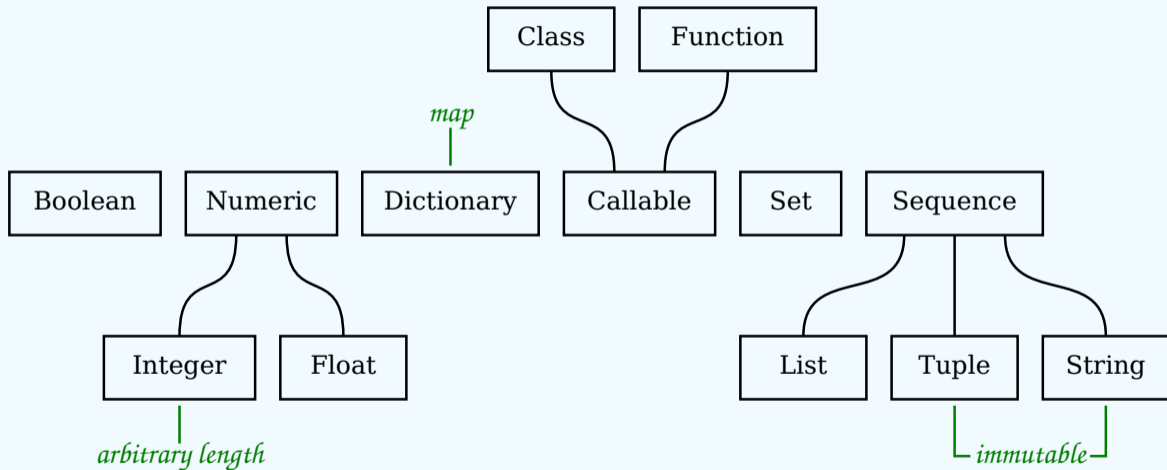 Class
Function
map
Boolean
Numeric
Dictionary
Callable
Set
Sequence
Integer
Float
List
Tuple
String
arbitrary length
immutable